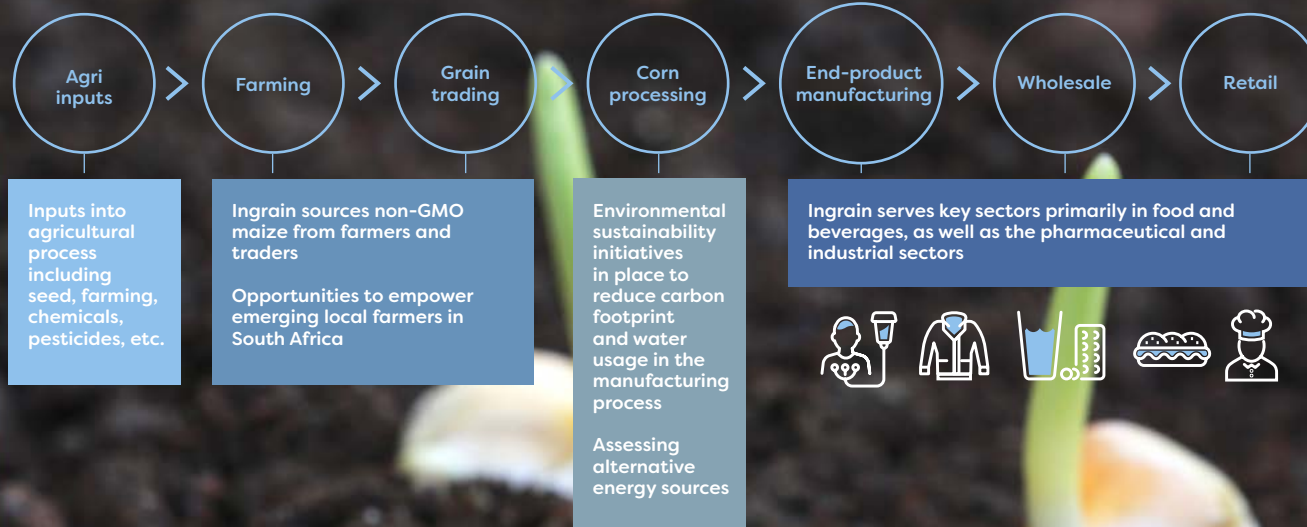 Agri
inputs
Farming
Grain
trading
Corn
processing
End-product
manufacturing
Wholesale
Retail
Inputs into
agricultural
process
including
seed, farming,
chemicals,
pesticides, etc.
Ingrain sources non-GMO
maize from farmers and
traders
Opportunities to empower
emerging local farmers in
South Africa
Environmental
sustainability
initiatives
in place to
reduce carbon
footprint
and water
usage in the
manufacturing
process
Assessing
alternative
energy sources
Ingrain serves key sectors primarily in food and
beverages, as well as the pharmaceutical and
industrial sectors